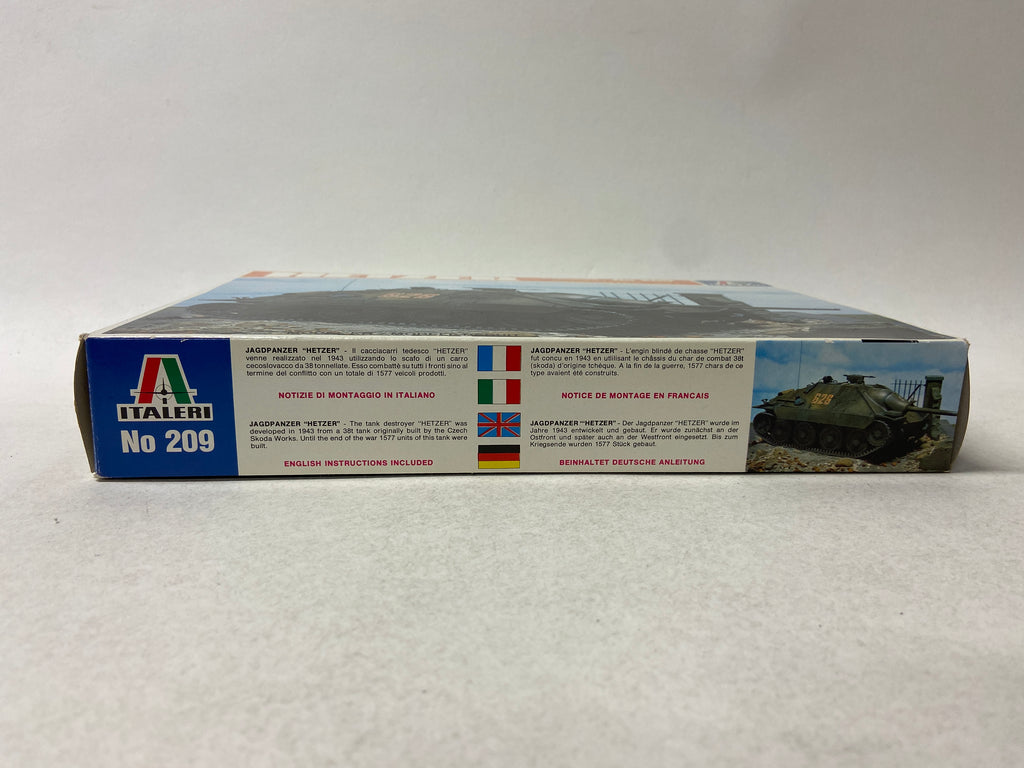 ITALERI
No 209
JAGDPANZER "HETZER" - Il cacciacarri tedesco "HETZER"
venne realizzato nel 1943 utilizzando lo scafo di un carro
cecoslovacco da 38 tonnellate. Esso combattè su tutti i fronti sino al
termine del conflitto con un totale di 1577 veicoli prodotti.
NOTIZIE DI MONTAGGIO IN ITALIANO
JAGDPANZER "HETZER" - The tank destroyer "HETZER" was
developed in 1943 from a 38t tank originally built by the Czech
Skoda Works. Until the end of the war 1577 units of this tank were
built.
ENGLISH INSTRUCTIONS INCLUDED
JAGDPANZER "HETZER" - L'engin blindé de chasse "HETZER"
fut concu en 1943 en utilisant le châssis du char de combat 38t
(skoda) d'origine tchéque. A la fin de la guerre, 1577 chars de ce
type avaient été construits.
NOTICE DE MONTAGE EN FRANCAIS
JAGDPANZER "HETZER" - Der Jagdpanzer "HETZER" wurde im
Jahre 1943 entwickelt und gebaut. Er wurde zunächst an der
Ostfront und später auch an der Westfront eingesetzt. Bis zum
Kriegsende wurden 1577 Stück gebaut.
BEINHALTET DEUTSCHE ANLEITUNG